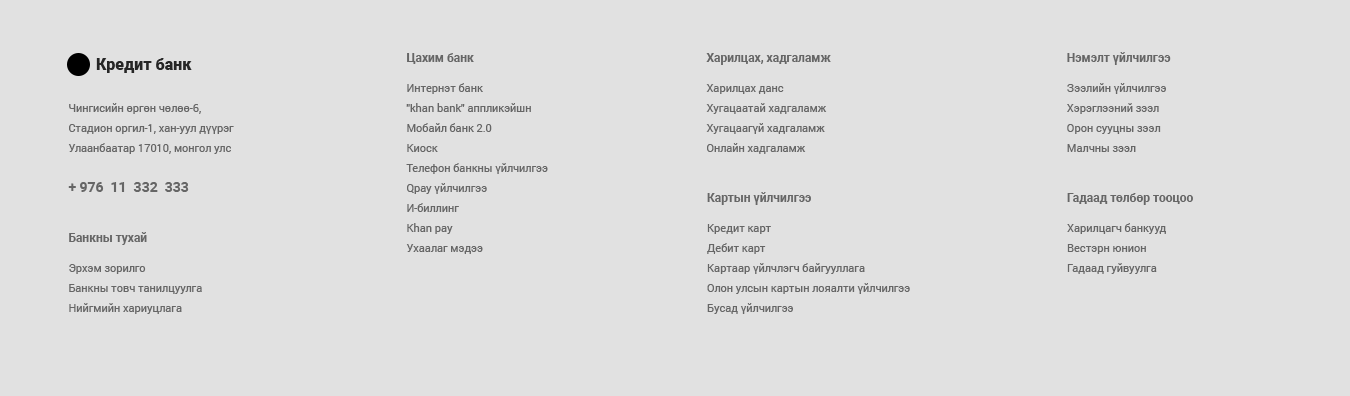 Кредит банк
Чингисийн өргөн чөлөө-6,
Стадион оргил-1, хан-уул дүүрэг
Улаанбаатар 17010, монгол улс
+ 976 11 332 333
Банкны тухай
Эрхэм зорилго
Банкны товч танилцуулга
Нийгмийн хариуцлага
Цахим банк
Интернэт банк
"khan bank" аппликэйшн
Мобайл банк 2.0
Киоск
Телефон банкны үйлчилгээ
Qpay үйлчилгээ
И-биллинг
Khan pay
Ухаалаг мэдээ
Харилцах, хадгаламж
Харилцах данс
Хугацаатай хадгаламж
Хугацаагүй хадгаламж
Онлайн хадгаламж
Картын үйлчилгээ
Кредит карт
Дебит карт
Картаар үйлчлэгч байгууллага
Олон улсын картын лояалти үйлчилгээ
Бусад үйлчилгээ
Нэмэлт үйлчилгээ
Зээлийн үйлчилгээ
Хэрэглээний зээл
Орон сууцны зээл
Малчны зээл
Гадаад төлбөр тооцоо
Харилцагч банкууд
Вестэрн юнион
Гадаад гуйвуулга